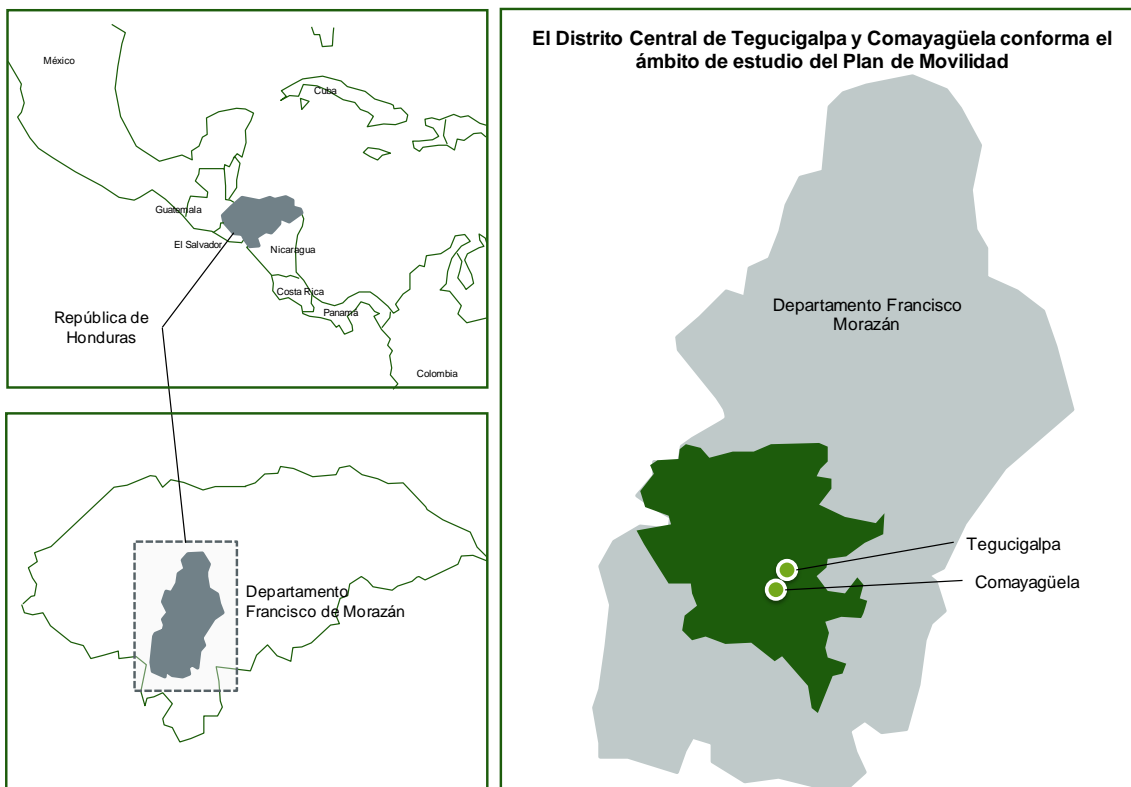 México
Cuba
Guatemala
El Salvador
Nicaragua
Costa Rica
Panamá
Colombia
República de
Honduras
Departamento
Francisco de Morazán
El Distrito Central de Tegucigalpa y Comayagüela conforma el
ámbito de estudio del Plan de Movilidad
Departamento Francisco
Morazán
Tegucigalpa
Comayagüela